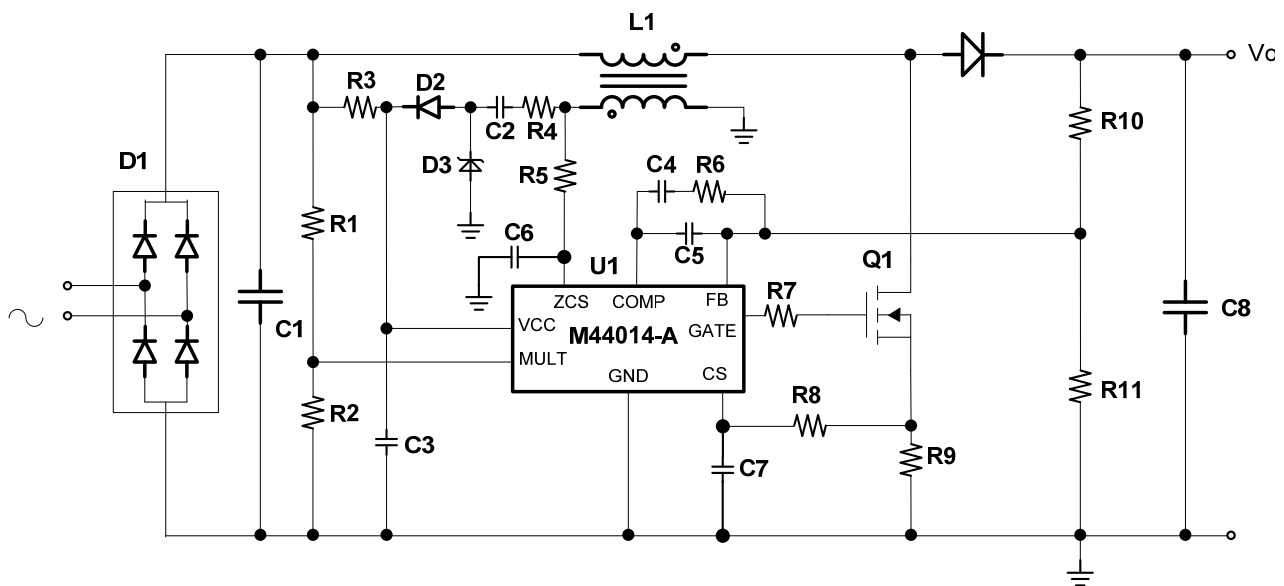 L1
Vo
R3
D2
C2
R4
R10
D1
D3
R5
C4
R6
R1
C6
C5
U1
Q1
ZCS
COMP
FB
R7
C1
VCC
M44014-A
GATE
C8
MULT
GND
CS
R2
R8
R11
C3
C7
R9